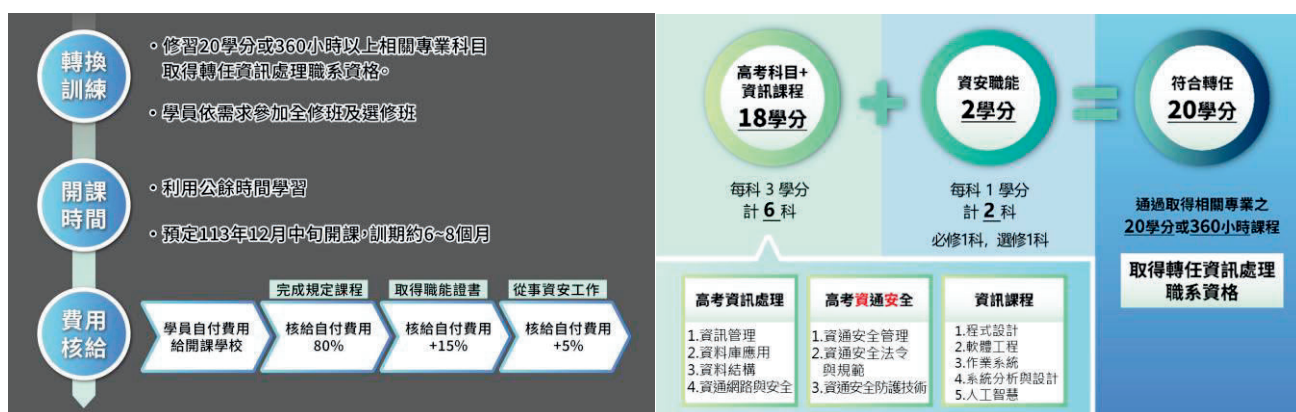 轉換
訓練
•修習20學分或360小時以上相關專業科目
取得轉任資訊處理職系資格。
•學員依需求參加全修班及選修班
開課
時間
•利用公餘時間學習
•預定113年12月中旬開課,訓期約6~8個月
費用
核給
完成規定課程
取得職能證書
從事資安工作
學員自付費用
給開課學校
核給自付費用
80%
核給自付費用
+15%
核給自付費用
+5%
高考科目+
資訊課程
18學分
+
資安職能
2學分
=
符合轉任
20學分
每科 3 學分
計 6 科
每科 1 學分
計 2 科
必修1科, 選修1科
通過取得相關專業之
20學分或360小時課程
取得轉任資訊處理
職系資格
高考資訊處理
1.資訊管理
2.資料庫應用
3.資料結構
4.資通網路與安全
高考資通安全
1.資通安全管理
2.資通安全法令
與規範
3.資通安全防護技術
資訊課程
1.程式設計
2.軟體工程
3.作業系統
4.系統分析與設計
5.人工智慧